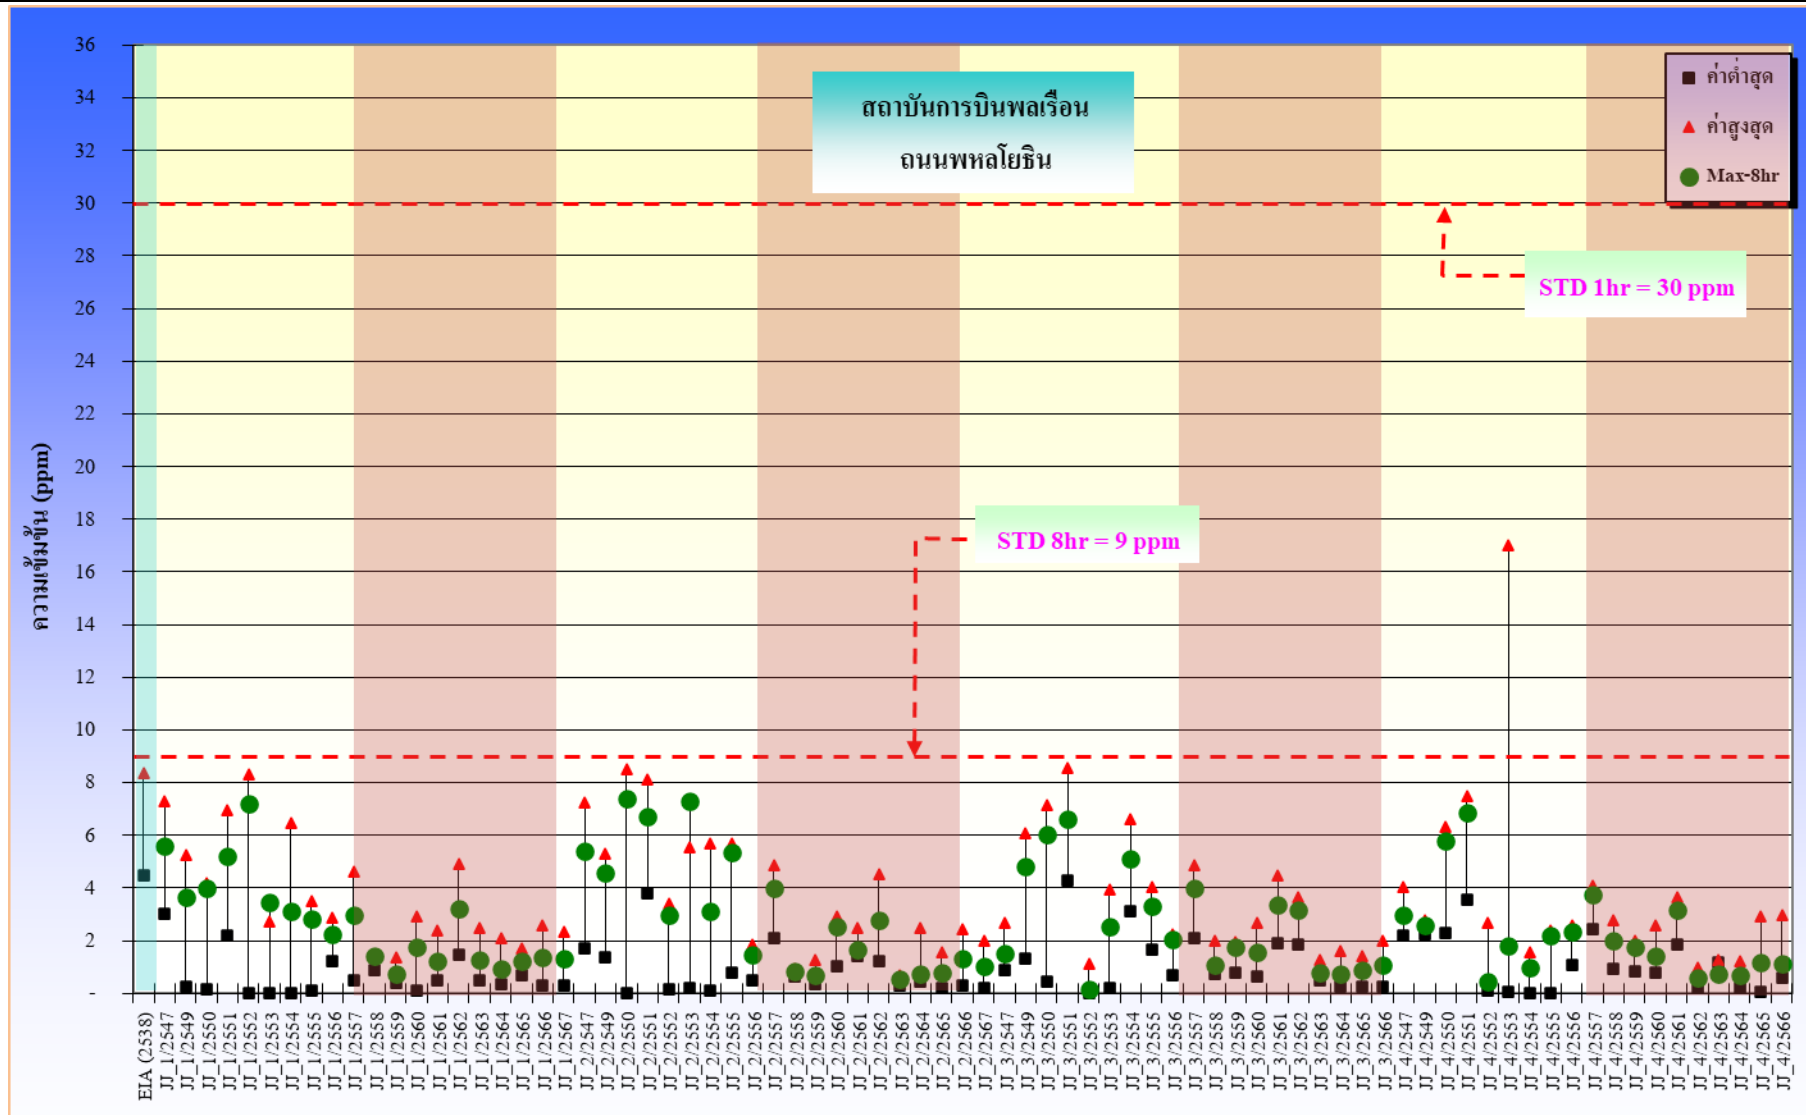 36
34
32
30
28
26
24
22
20
18
16
14
12
10
8
6
4
2
-
ความเข้มข้น (ppm)
สถาบันการบินพลเรือน
ถนนพหลโยธิน
ค่าต่ำสุด
ค่าสูงสุด
Max-8hr
STD 1hr = 30 ppm
STD 8hr = 9 ppm
EIA (2538)
JJ_1/2547
JJ_1/2549
JJ_1/2550
JJ_1/2551
JJ_1/2552
JJ_1/2553
JJ_1/2554
JJ_1/2555
JJ_1/2556
JJ_1/2557
JJ_1/2558
JJ_1/2559
JJ_1/2560
JJ_1/2561
JJ_1/2562
JJ_1/2563
JJ_1/2564
JJ_1/2565
JJ_1/2566
JJ_1/2567
JJ_2/2547
JJ_2/2549
JJ_2/2550
JJ_2/2551
JJ_2/2552
JJ_2/2553
JJ_2/2554
JJ_2/2555
JJ_2/2556
JJ_2/2557
JJ_2/2558
JJ_2/2559
JJ_2/2560
JJ_2/2561
JJ_2/2562
JJ_2/2563
JJ_2/2564
JJ_2/2565
JJ_2/2566
JJ_2/2567
JJ_3/2547
JJ_3/2549
JJ_3/2550
JJ_3/2551
JJ_3/2552
JJ_3/2553
JJ_3/2554
JJ_3/2555
JJ_3/2556
JJ_3/2557
JJ_3/2558
JJ_3/2559
JJ_3/2560
JJ_3/2561
JJ_3/2562
JJ_3/2563
JJ_3/2564
JJ_3/2565
JJ_3/2566
JJ_4/2547
JJ_4/2549
JJ_4/2550
JJ_4/2551
JJ_4/2552
JJ_4/2553
JJ_4/2554
JJ_4/2555
JJ_4/2556
JJ_4/2557
JJ_4/2558
JJ_4/2559
JJ_4/2560
JJ_4/2561
JJ_4/2562
JJ_4/2563
JJ_4/2564
JJ_4/2565
JJ_4/2566